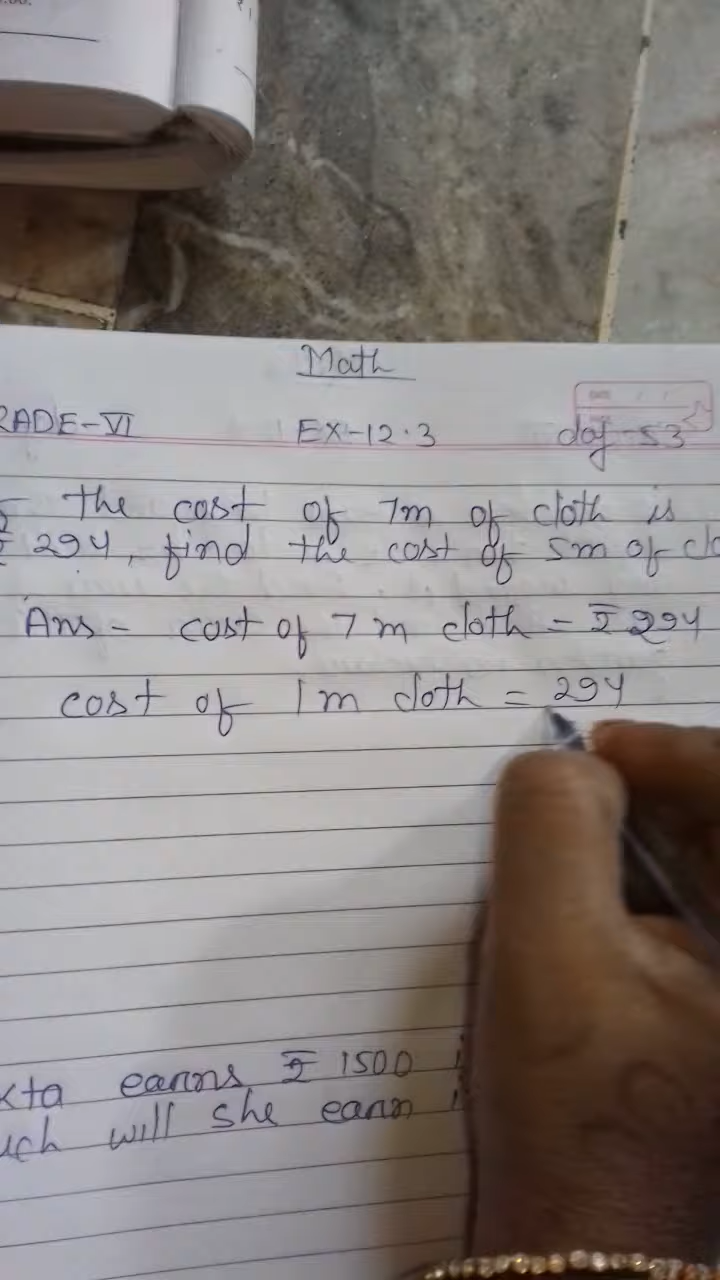 Math
RADE-VI EX-12.3 day-53
the cost of 7m of cloth is
₹ 294, find the cost of 5m of clo
Ans - cost of 7 m cloth = ₹ 294
cost of 1 m cloth = 294
kta earns ₹ 1500
uch will she earn